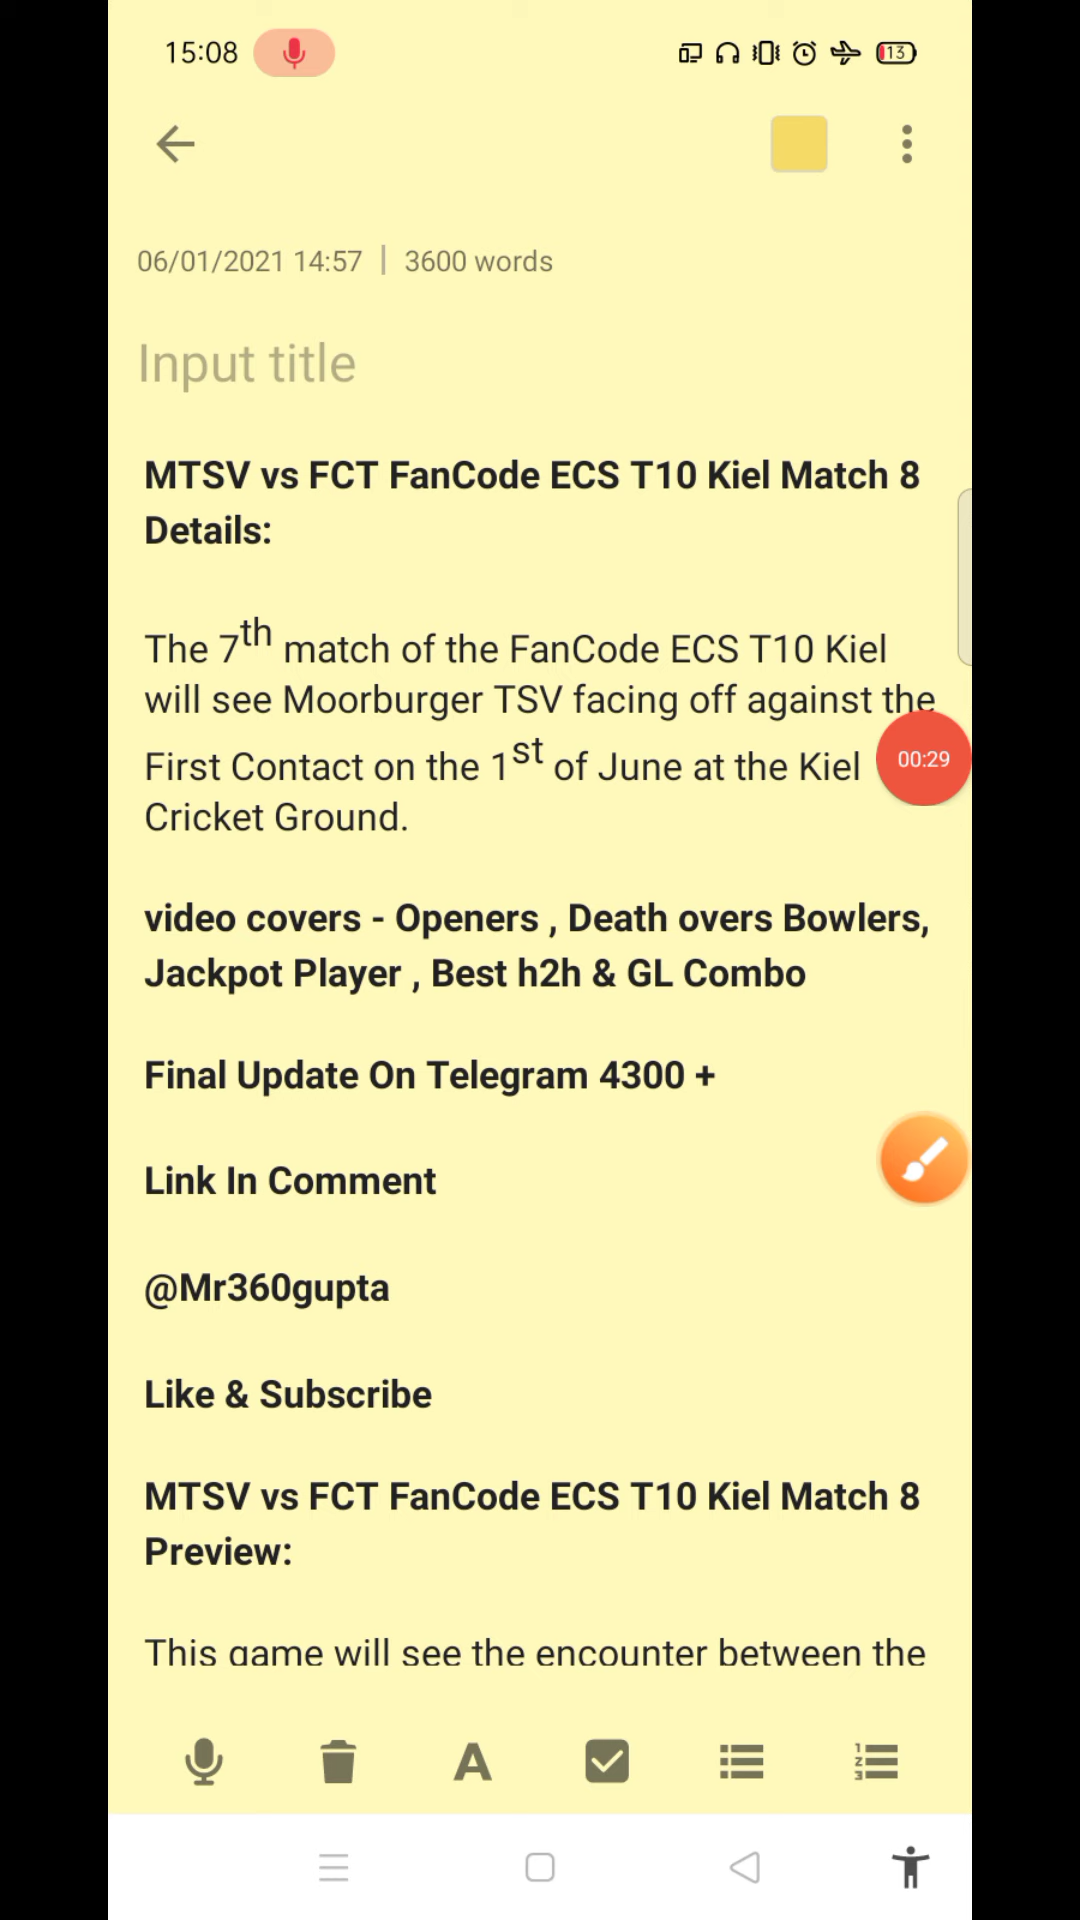 15:08
13
06/01/2021 14:57 | 3600 words
Input title
MTSV vs FCT FanCode ECS T10 Kiel Match 8
Details:
The 7th match of the FanCode ECS T10 Kiel
will see Moorburger TSV facing off against the
First Contact on the 1st of June at the Kiel
00:29
Cricket Ground.
video covers - Openers , Death overs Bowlers,
Jackpot Player , Best h2h & GL Combo
Final Update On Telegram 4300 +
Link In Comment
@Mr360gupta
Like & Subscribe
MTSV vs FCT FanCode ECS T10 Kiel Match 8
Preview:
This game will see the encounter between the